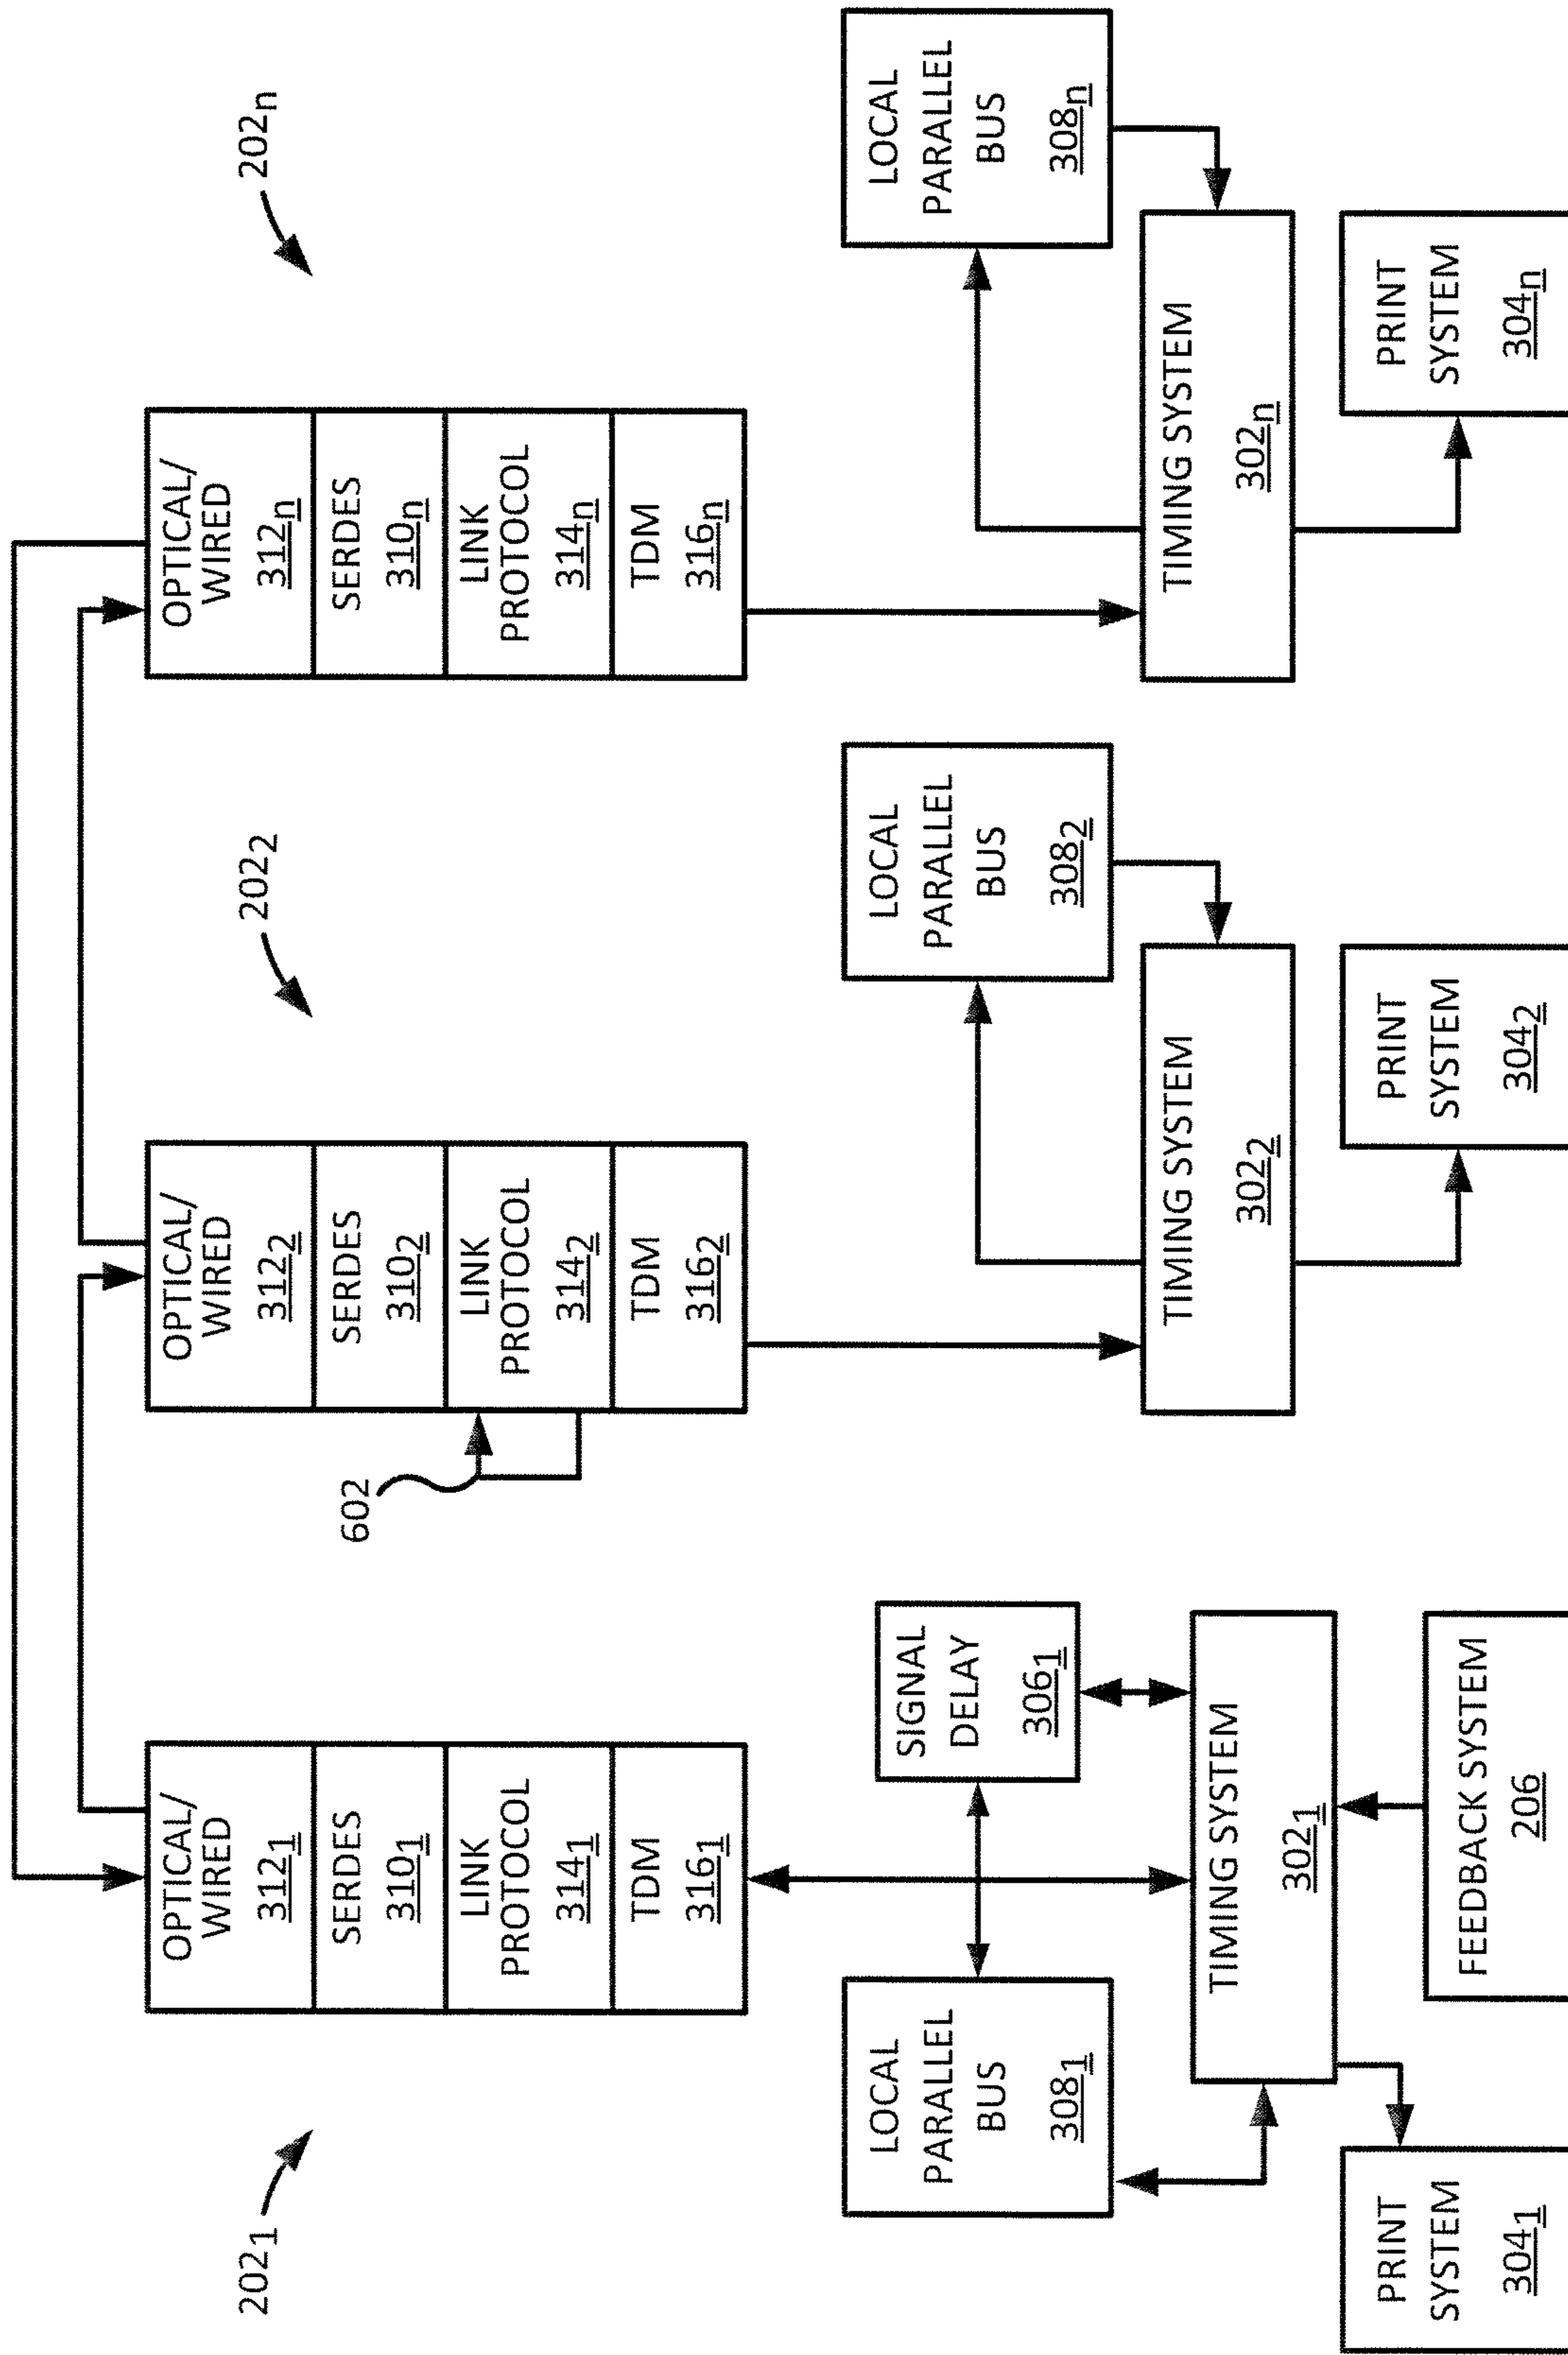 202₁
OPTICAL/
WIRED
312₁
SERDES
310₁
LINK
PROTOCOL
314₁
TDM
316₁
LOCAL
PARALLEL
BUS
308₁
SIGNAL
DELAY
306₁
TIMING SYSTEM
302₁
PRINT
SYSTEM
304₁
FEEDBACK SYSTEM
206
202₂
OPTICAL/
WIRED
312₂
SERDES
310₂
LINK
PROTOCOL
314₂
TDM
316₂
602
LOCAL
PARALLEL
BUS
308₂
TIMING SYSTEM
302₂
PRINT
SYSTEM
304₂
202ₙ
OPTICAL/
WIRED
312ₙ
SERDES
310ₙ
LINK
PROTOCOL
314ₙ
TDM
316ₙ
LOCAL
PARALLEL
BUS
308ₙ
TIMING SYSTEM
302ₙ
PRINT
SYSTEM
304ₙ